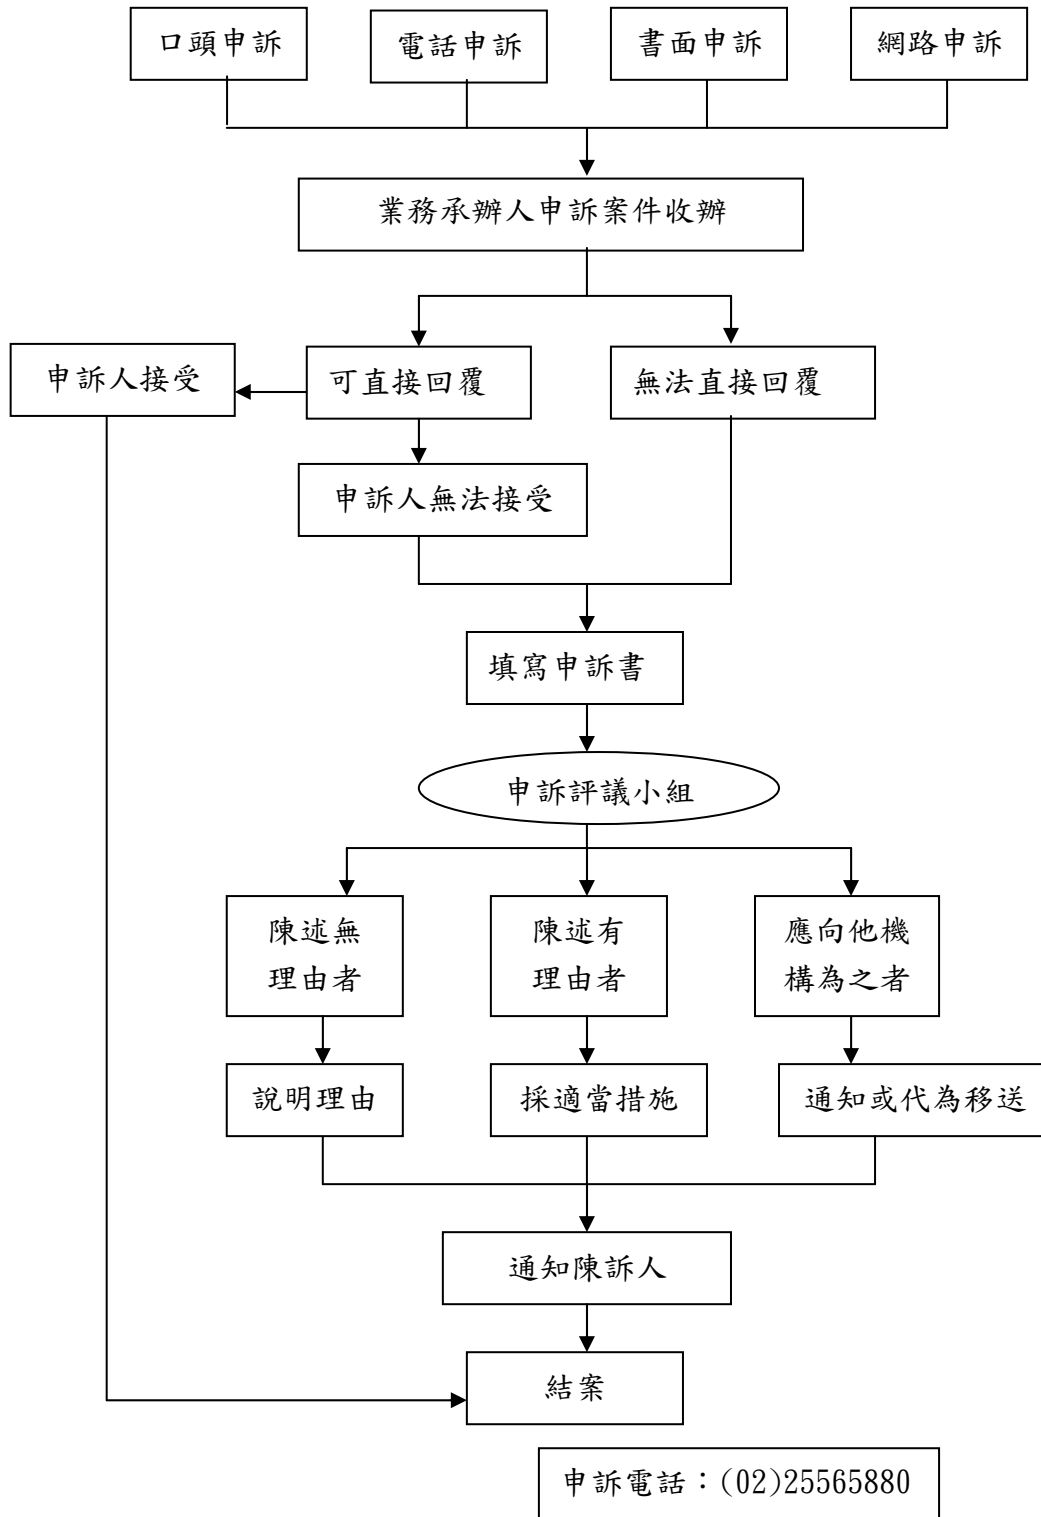 口頭申訴
電話申訴
書面申訴
網路申訴
業務承辦人申訴案件收辦
申訴人接受
可直接回覆
無法直接回覆
申訴人無法接受
填寫申訴書
申訴評議小組
陳述無
理由者
陳述有
理由者
應向他機
構為之者
說明理由
採適當措施
通知或代為移送
通知陳訴人
結案
申訴電話：(02)25565880